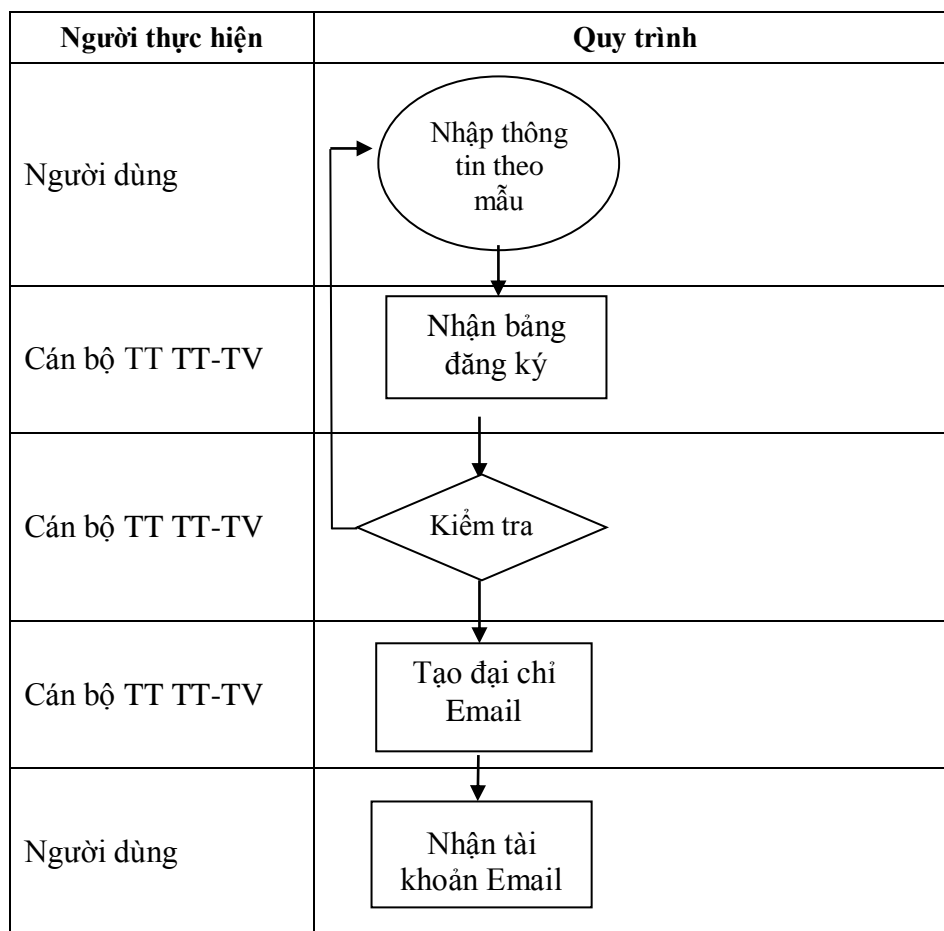 Người thực hiện
Quy trình
Người dùng
Nhập thông
tin theo
mẫu
Cán bộ TT TT-TV
Nhận bảng
đăng ký
Cán bộ TT TT-TV
Kiểm tra
Cán bộ TT TT-TV
Tạo đại chỉ
Email
Người dùng
Nhận tài
khoản Email